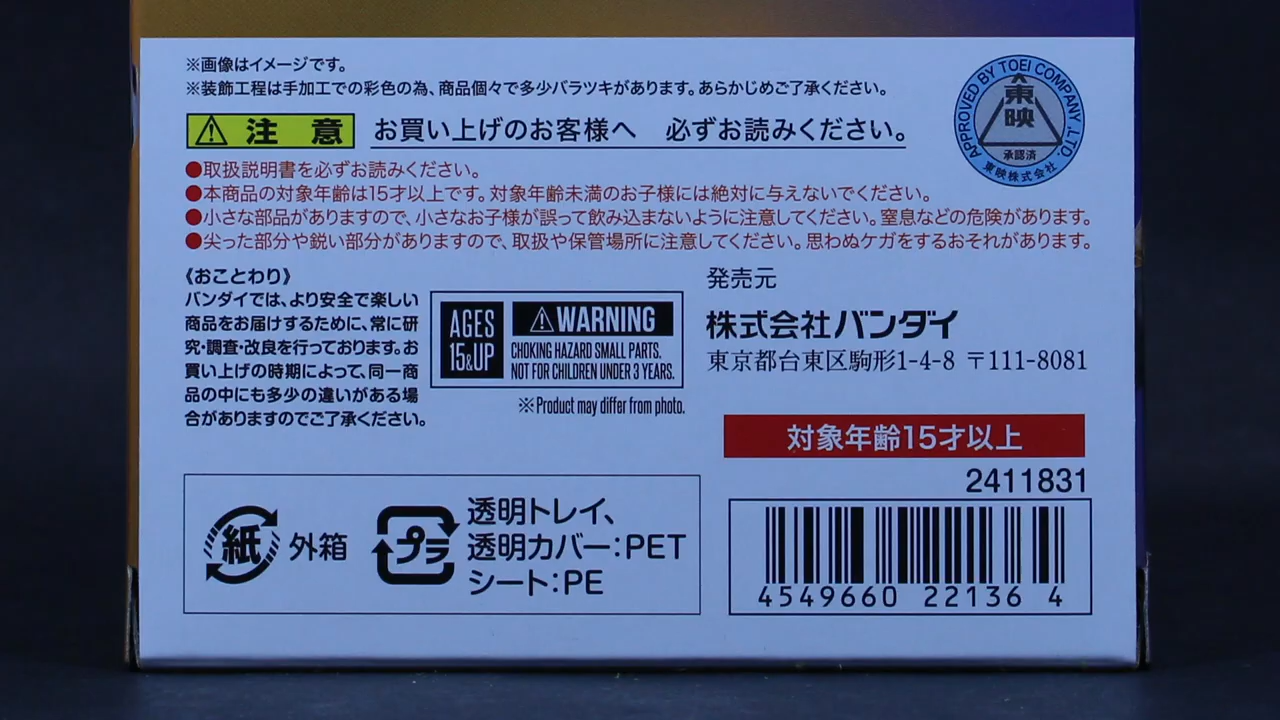 ※画像はイメージです。
※装飾工程は手加工での彩色の為、商品個々で多少バラツキがあります。あらかじめご了承ください。
APPROVED BY TOEI COMPANY, LTD.
東映
承認済
東映株式会社
注意 お買い上げのお客様へ 必ずお読みください。
●取扱説明書を必ずお読みください。
●本商品の対象年齢は15才以上です。対象年齢未満のお子様には絶対に与えないでください。
●小さな部品がありますので、小さなお子様が誤って飲み込まないように注意してください。窒息などの危険があります。
●尖った部分や鋭い部分がありますので、取扱や保管場所に注意してください。思わぬケガをするおそれがあります。
《おことわり》
バンダイでは、より安全で楽しい
商品をお届けするために、常に研
究・調査・改良を行っております。お
買い上げの時期によって、同一商
品の中にも多少の違いがある場
合がありますのでご了承ください。
AGES
15&UP
WARNING
CHOKING HAZARD SMALL PARTS.
NOT FOR CHILDREN UNDER 3 YEARS.
※Product may differ from photo.
発売元
株式会社バンダイ
東京都台東区駒形1-4-8 〒111-8081
対象年齢15才以上
2411831
紙 外箱
プラ
透明トレイ、
透明カバー:PET
シート:PE
4549660 22136 4